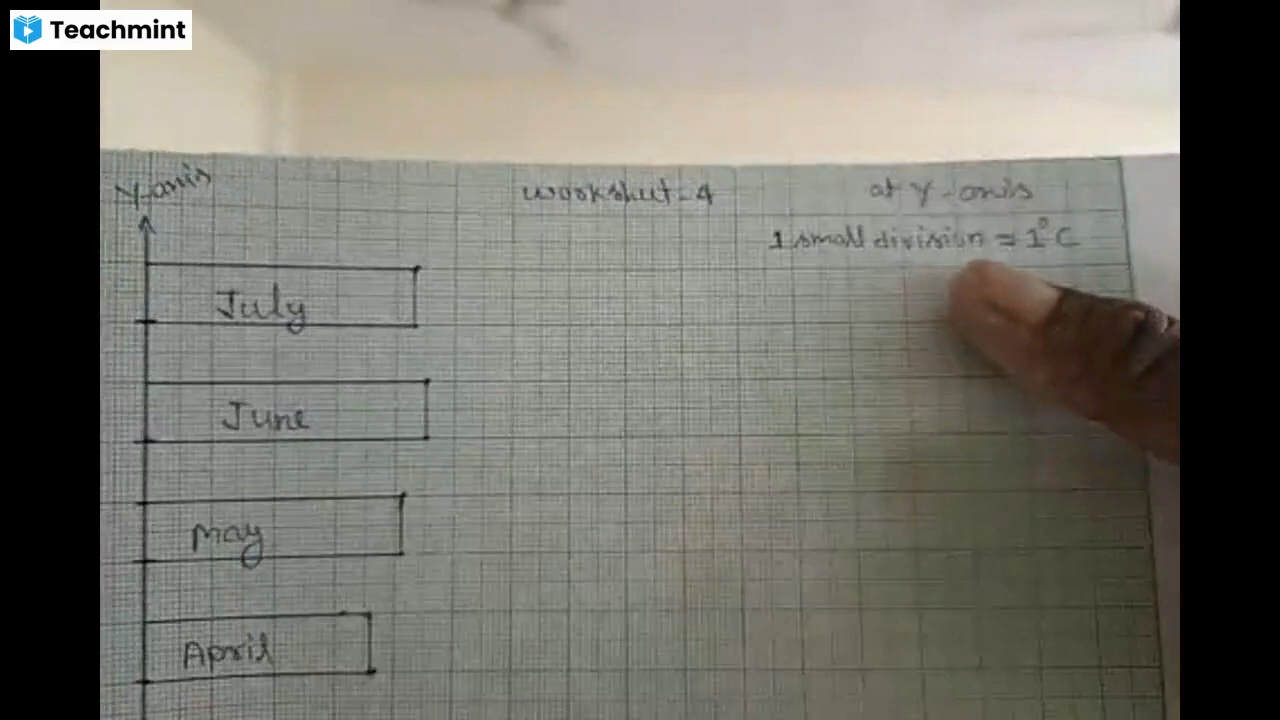 Teachmint
Y-axis
worksheet-4
at Y-axis
1 small division = 1°C
July
June
May
April